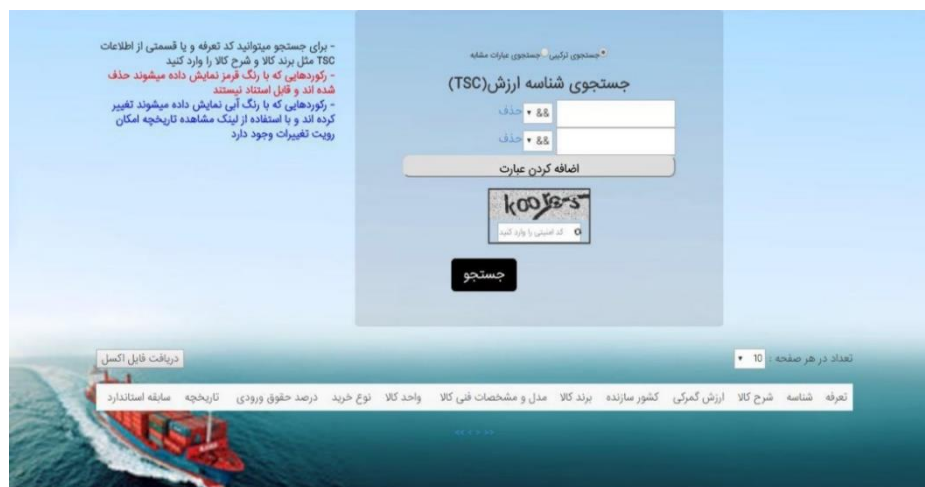 - برای جستجو میتوانید کد تعرفه و یا قسمتی از اطلاعات
TSC مثل برند کالا و شرح کالا را وارد کنید
- رکوردهایی که با رنگ قرمز نمایش داده میشوند حذف
شده اند و قابل استناد نیستند
- رکوردهایی که با رنگ آبی نمایش داده میشوند تغییر
کرده اند و با استفاده از لینک مشاهده تاریخچه امکان
رویت تغییرات وجود دارد
جستجوی ترکیبی جستجوی عبارات مشابه
جستجوی شناسه ارزش(TSC)
&& حذف
&& حذف
اضافه کردن عبارت
کد امنیتی را وارد کنید
جستجو
تعداد در هر صفحه : 10
دریافت فایل اکسل
تعرفه شناسه شرح کالا ارزش گمرکی کشور سازنده برند کالا مدل و مشخصات فنی کالا واحد کالا نوع خرید درصد حقوق ورودی تاریخچه سابقه استاندارد
<< < > >>